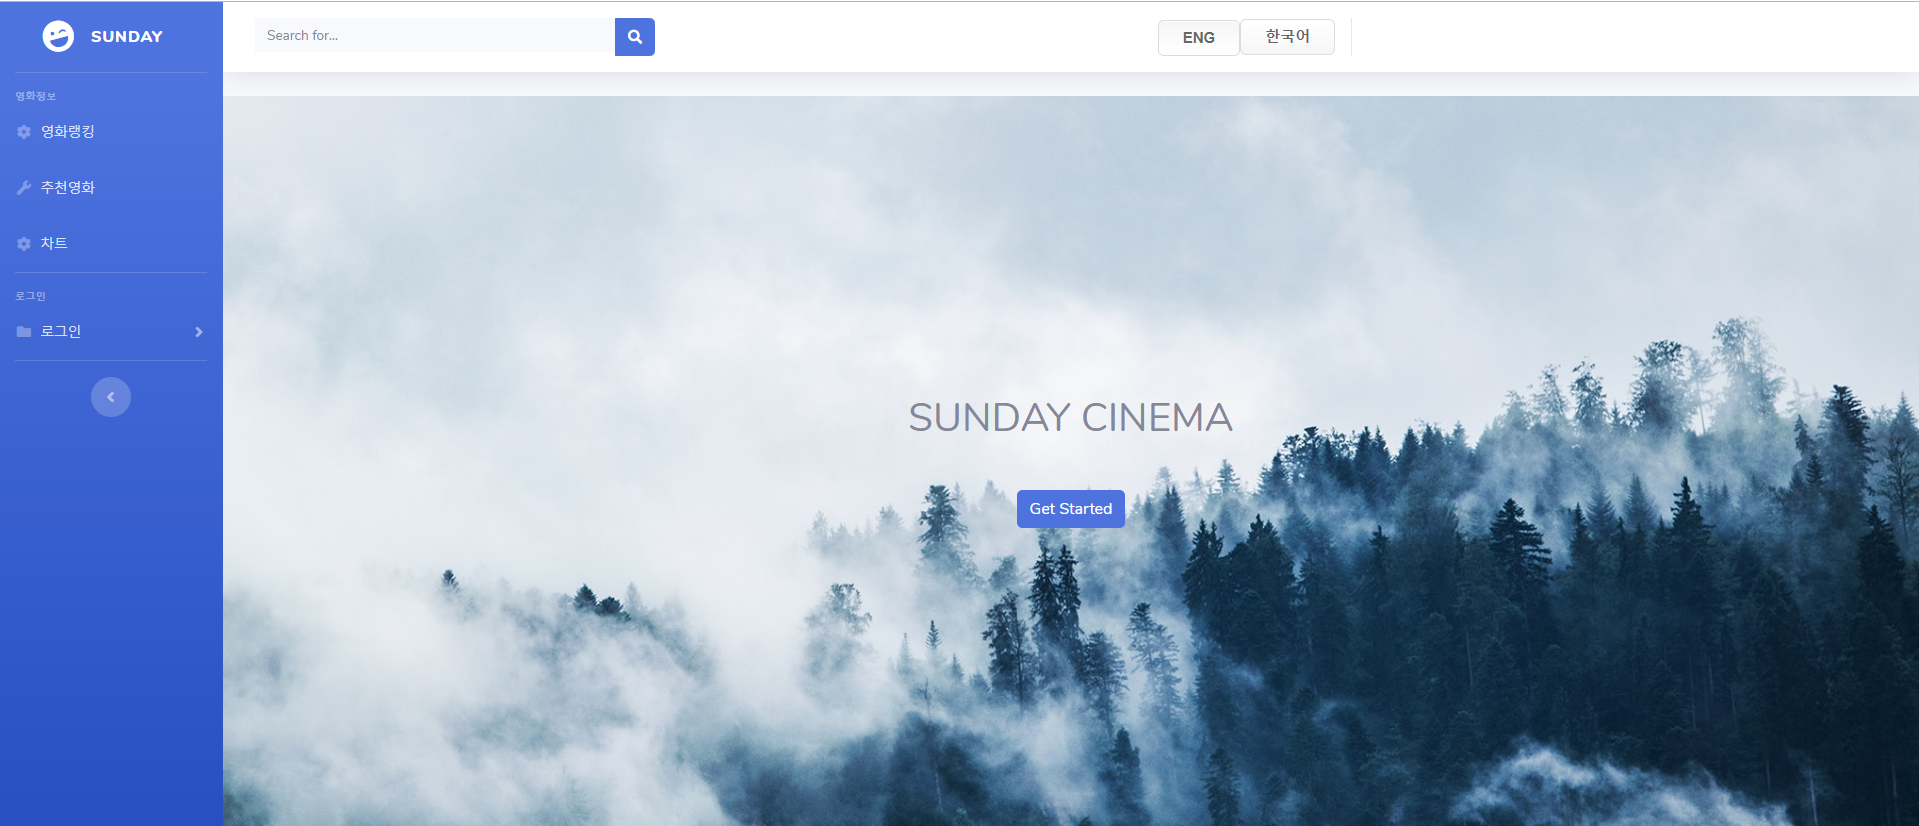 SUNDAY
Search for...
ENG
한국어
영화정보
영화랭킹
추천영화
차트
로그인
로그인
SUNDAY CINEMA
Get Started